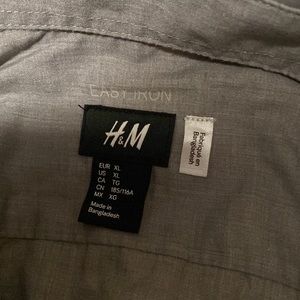 EASY IRON
H&M
EUR XL
US XL
CA TG
CN 185/116A
MX XG
Made in
Bangladesh
Fabriqué en
Bangladesh